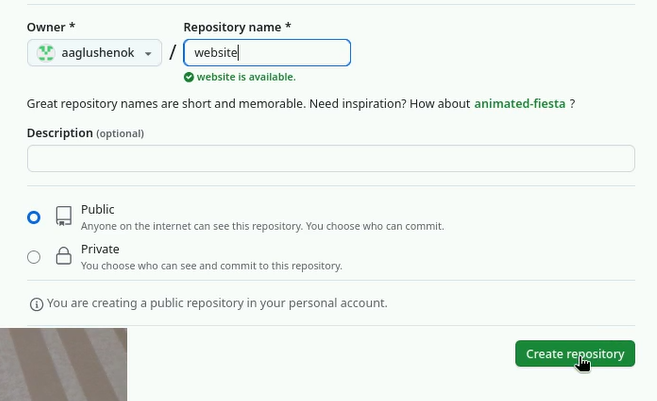 Owner * Repository name *
aaglushenok / website
website is available.
Great repository names are short and memorable. Need inspiration? How about animated-fiesta ?
Description (optional)
Public
Anyone on the internet can see this repository. You choose who can commit.
Private
You choose who can see and commit to this repository.
You are creating a public repository in your personal account.
Create repository